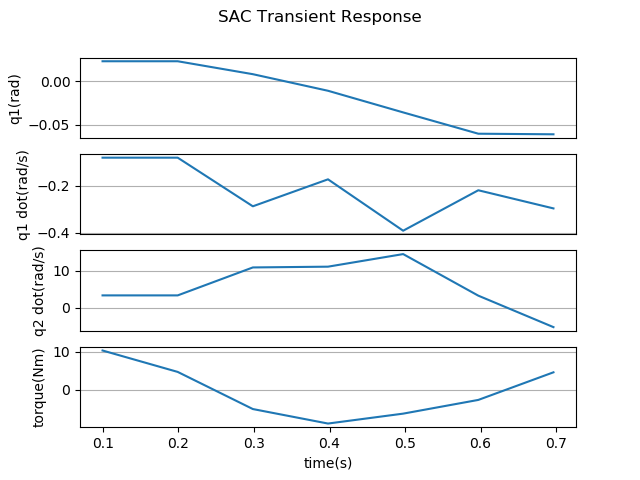 SAC Transient Response
q1(rad)
0.00
−0.05
q1 dot(rad/s)
−0.2
−0.4
q2 dot(rad/s)
10
0
torque(Nm)
10
0
0.1 0.2 0.3 0.4 0.5 0.6 0.7
time(s)